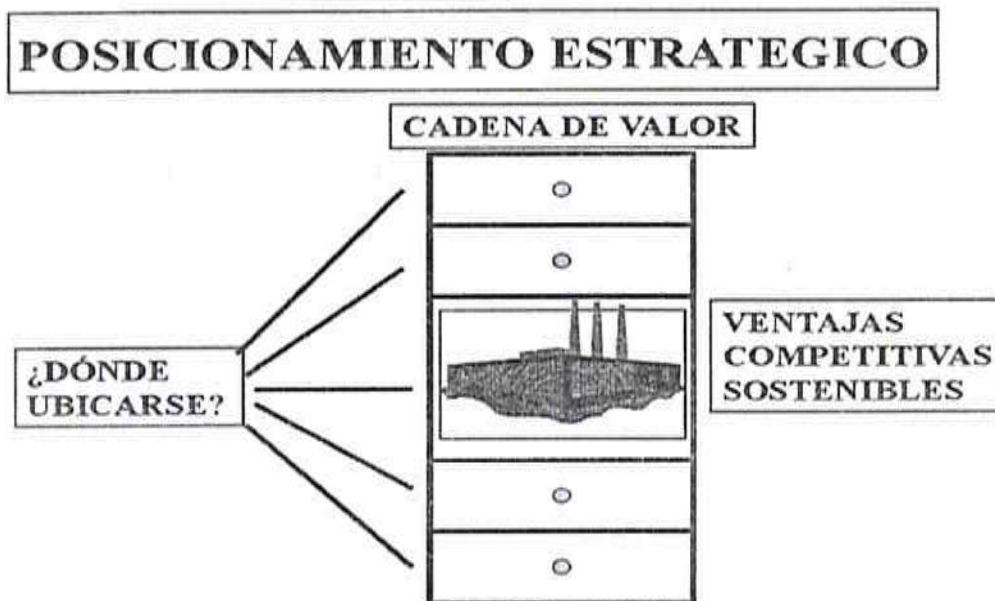 POSICIONAMIENTO ESTRATEGICO
CADENA DE VALOR
¿DÓNDE
UBICARSE?
VENTAJAS
COMPETITIVAS
SOSTENIBLES